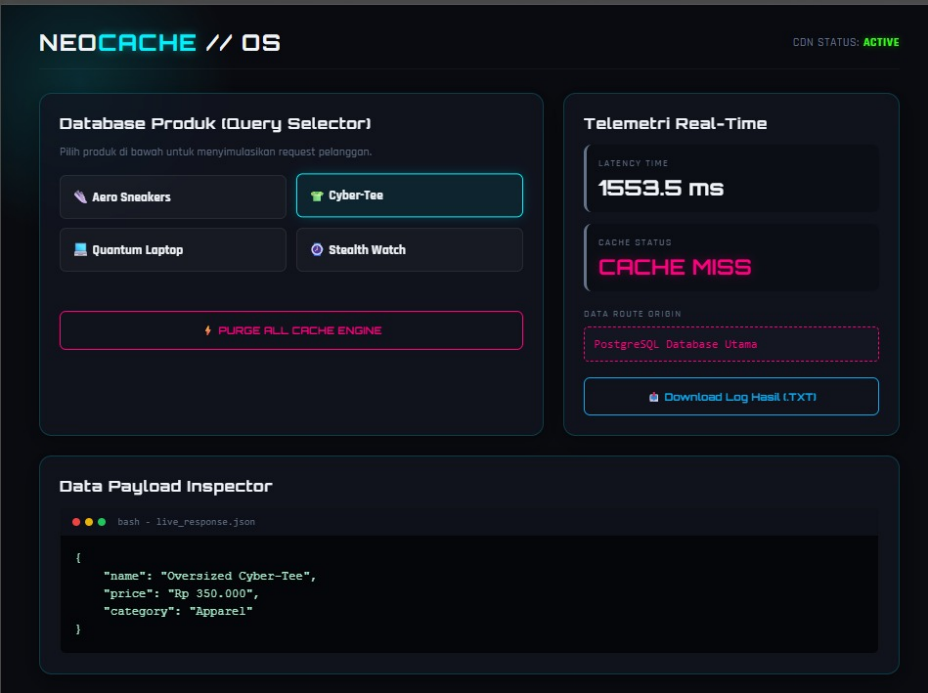 NEOCACHE // OS
CDN STATUS: ACTIVE
Database Produk (Query Selector)
Pilih produk di bawah untuk menyimulasikan request pelanggan.
Aero Sneakers
Cyber-Tee
Quantum Laptop
Stealth Watch
PURGE ALL CACHE ENGINE
Telemetri Real-Time
LATENCY TIME
1553.5 ms
CACHE STATUS
CACHE MISS
DATA ROUTE ORIGIN
PostgreSQL Database Utama
Download Log Hasil (.TXT)
Data Payload Inspector
bash - live_response.json
{
"name": "Oversized Cyber-Tee",
"price": "Rp 350.000",
"category": "Apparel"
}